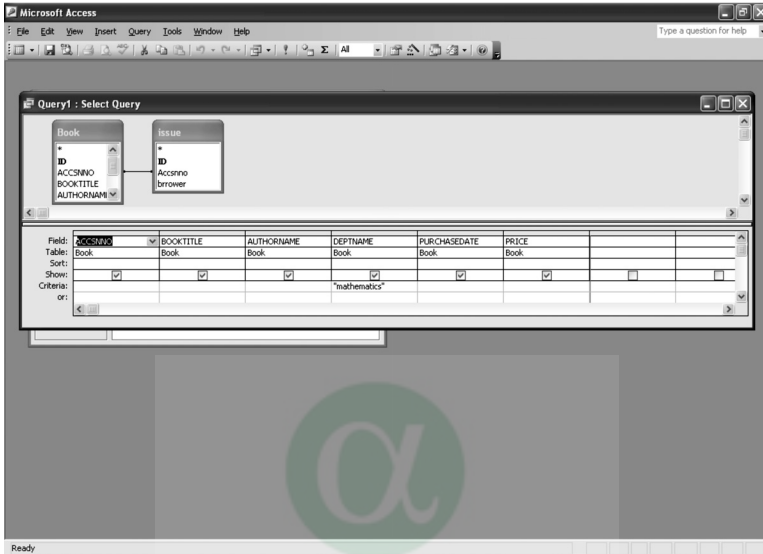 Microsoft Access
File Edit View Insert Query Tools Window Help
Type a question for help
All
Query1 : Select Query
Book
*
ID
ACCSNNO
BOOKTITLE
AUTHORNAME
Issue
*
ID
Accsnno
brrower
Field: ACCSNNO BOOKTITLE AUTHORNAME DEPTNAME PURCHASEDATE PRICE
Table: Book Book Book Book Book Book
Sort:
Show:
Criteria: "mathematics"
or:
α
Ready